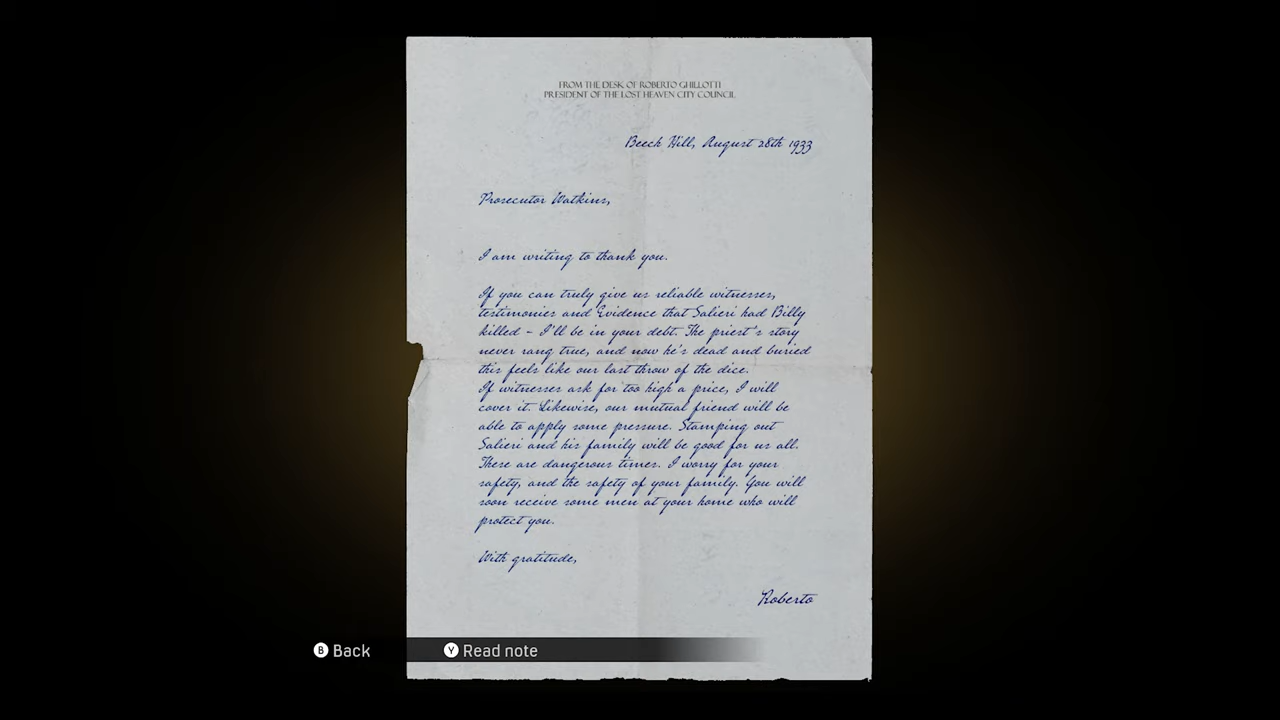 FROM THE DESK OF ROBERTO GHILLOTTI
PRESIDENT OF THE LOST HEAVEN CITY COUNCIL
Beech Hill, August 28th 1933
Prosecutor Watkins,
I am writing to thank you.
If you can truly give us reliable witnesses,
testimonies and Evidence that Salieri had Billy
killed - I'll be in your debt. The priest's story
never rang true, and now he's dead and buried
this feels like our last throw of the dice.
If witnesses ask for too high a price, I will
cover it. Likewise, our mutual friend will be
able to apply some pressure. Stamping out
Salieri and his family will be good for us all.
These are dangerous times. I worry for your
safety, and the safety of your family. You will
soon receive some men at your home who will
protect you.
With gratitude,
Roberto
B Back
Y Read note